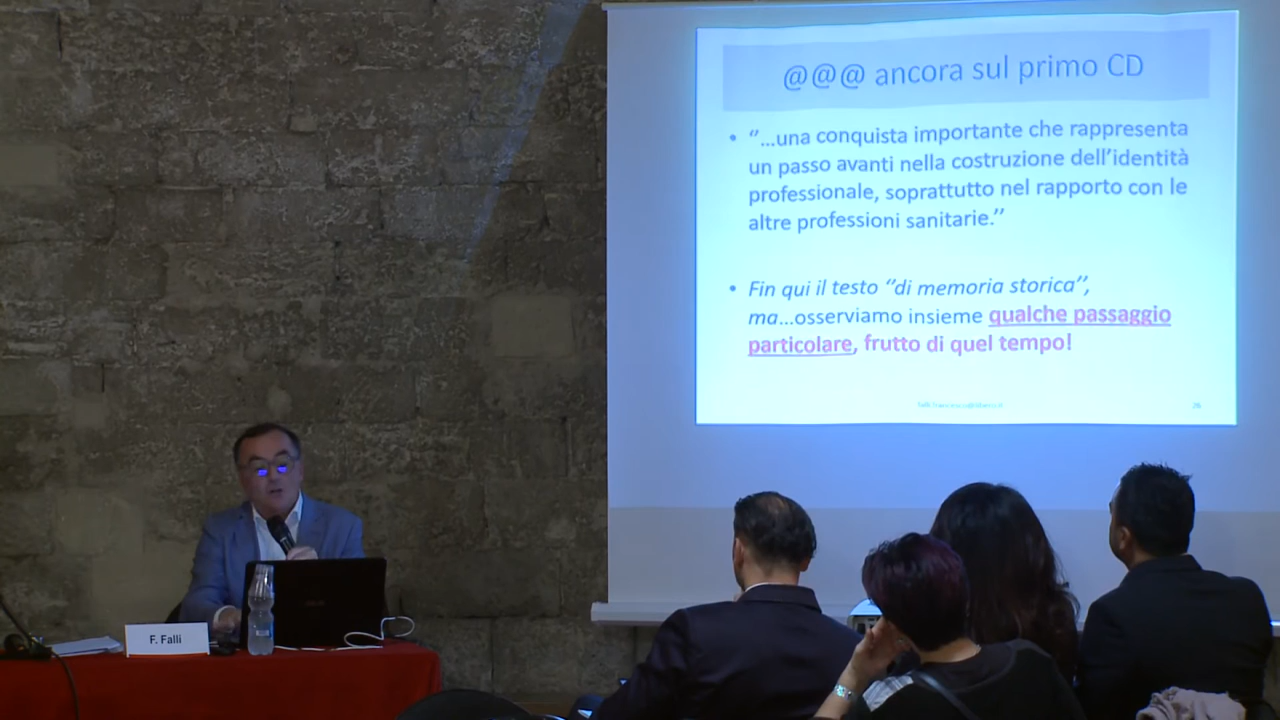 @@@ ancora sul primo CD
• “…una conquista importante che rappresenta
un passo avanti nella costruzione dell’identità
professionale, soprattutto nel rapporto con le
altre professioni sanitarie.”
• Fin qui il testo “di memoria storica”,
ma…osserviamo insieme qualche passaggio
particolare, frutto di quel tempo!
26
F. Falli